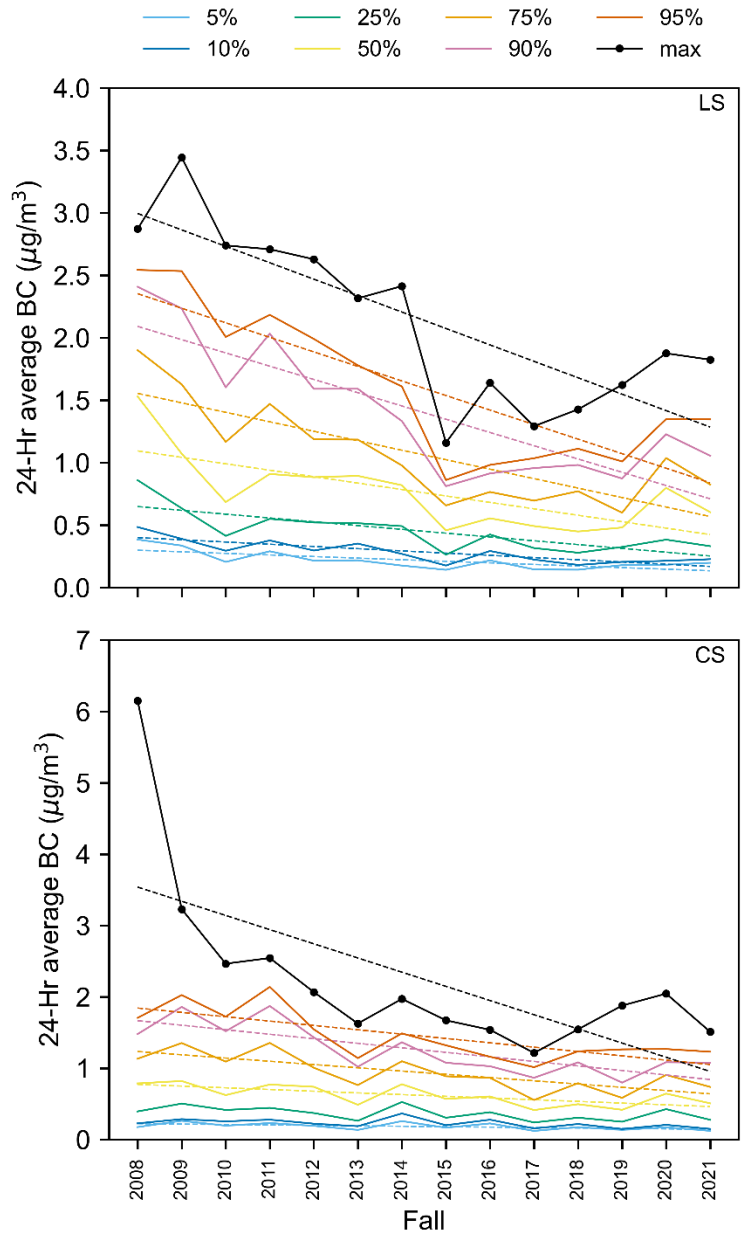 5% 25% 75% 95%
10% 50% 90% max
LS
4.0
3.5
3.0
2.5
2.0
1.5
1.0
0.5
0.0
24-Hr average BC (μg/m³)
CS
7
6
5
4
3
2
1
0
24-Hr average BC (μg/m³)
2008 2009 2010 2011 2012 2013 2014 2015 2016 2017 2018 2019 2020 2021
Fall